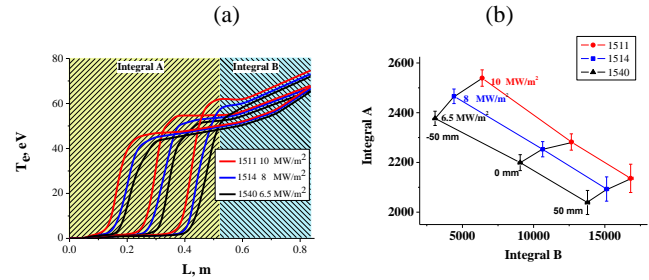 (a)
(b)
Integral A
Integral B
80
60
40
20
0
T_e, eV
1511 10 MW/m²
1514 8 MW/m²
1540 6.5 MW/m²
0.0 0.2 0.4 0.6 0.8
L, m
1511
1514
1540
2600
2400
2200
2000
Integral A
10 MW/m²
8 MW/m²
6.5 MW/m²
-50 mm
0 mm
50 mm
5000 10000 15000
Integral B